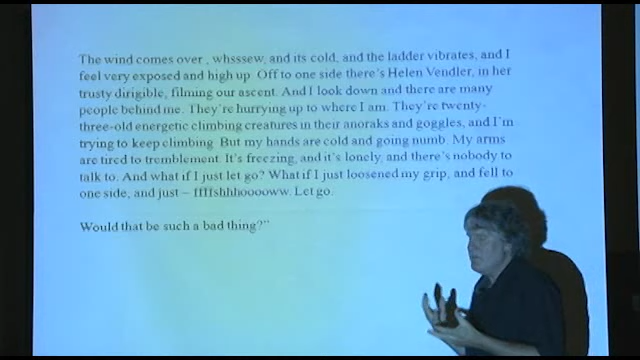 The wind comes over , whsssew, and its cold, and the ladder vibrates, and I
feel very exposed and high up. Off to one side there's Helen Vendler, in her
trusty dirigible, filming our ascent. And I look down and there are many
people behind me. They're hurrying up to where I am. They're twenty-
three-old energetic climbing creatures in their anoraks and goggles, and I'm
trying to keep climbing. But my hands are cold and going numb. My arms
are tired to tremblement. It's freezing, and it's lonely, and there's nobody to
talk to. And what if I just let go? What if I just loosened my grip, and fell to
one side, and just – ffffshhhoooww. Let go.
Would that be such a bad thing?”